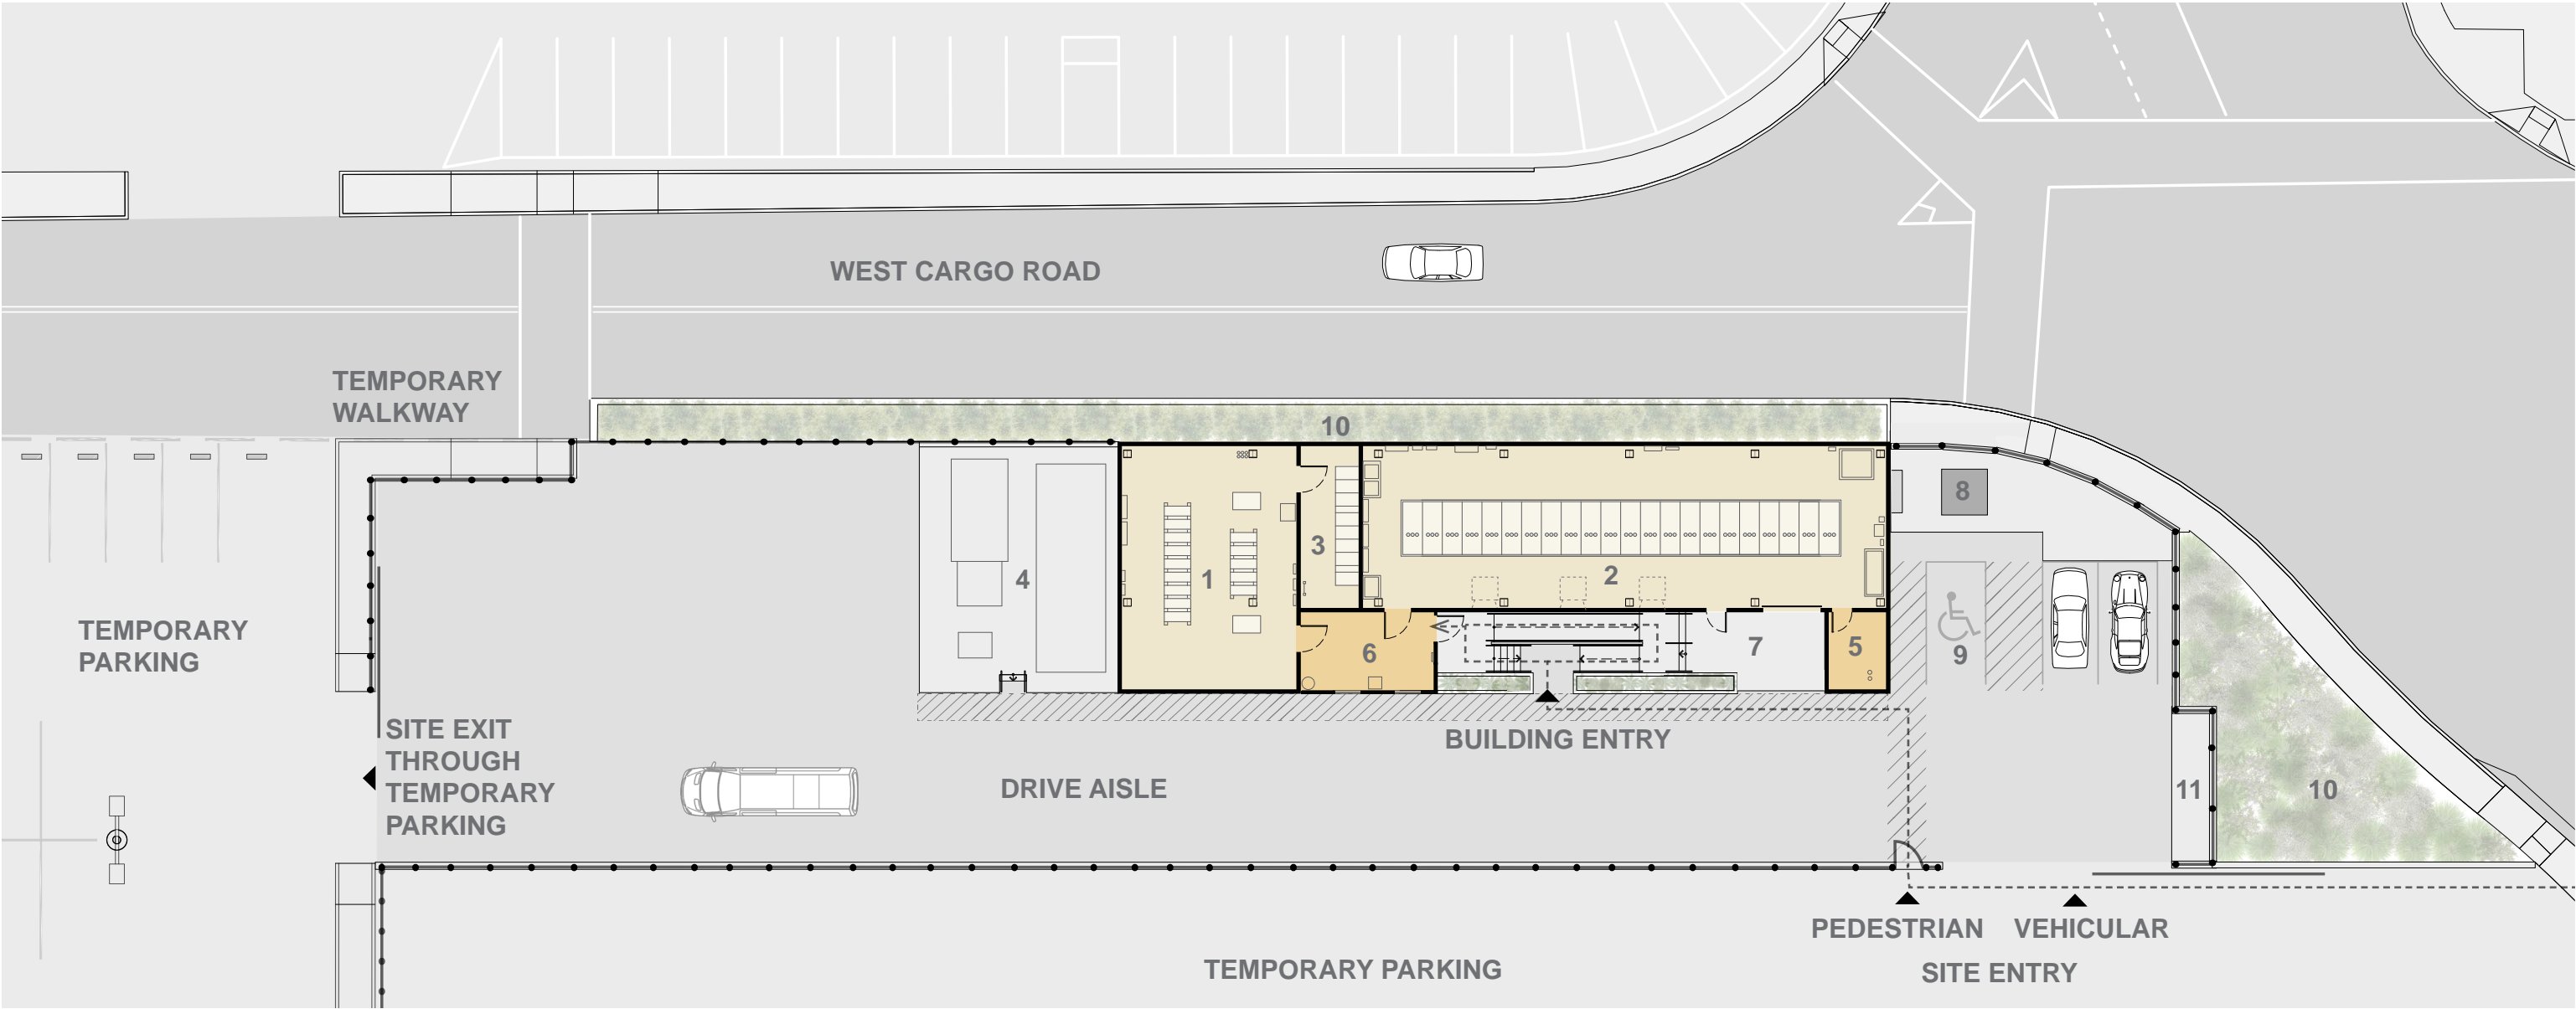 WEST CARGO ROAD
TEMPORARY
WALKWAY
10
8
3
4
1
2
TEMPORARY
PARKING
6
7
5
9
SITE EXIT
THROUGH
TEMPORARY
PARKING
BUILDING ENTRY
DRIVE AISLE
11
10
PEDESTRIAN
VEHICULAR
TEMPORARY PARKING
SITE ENTRY